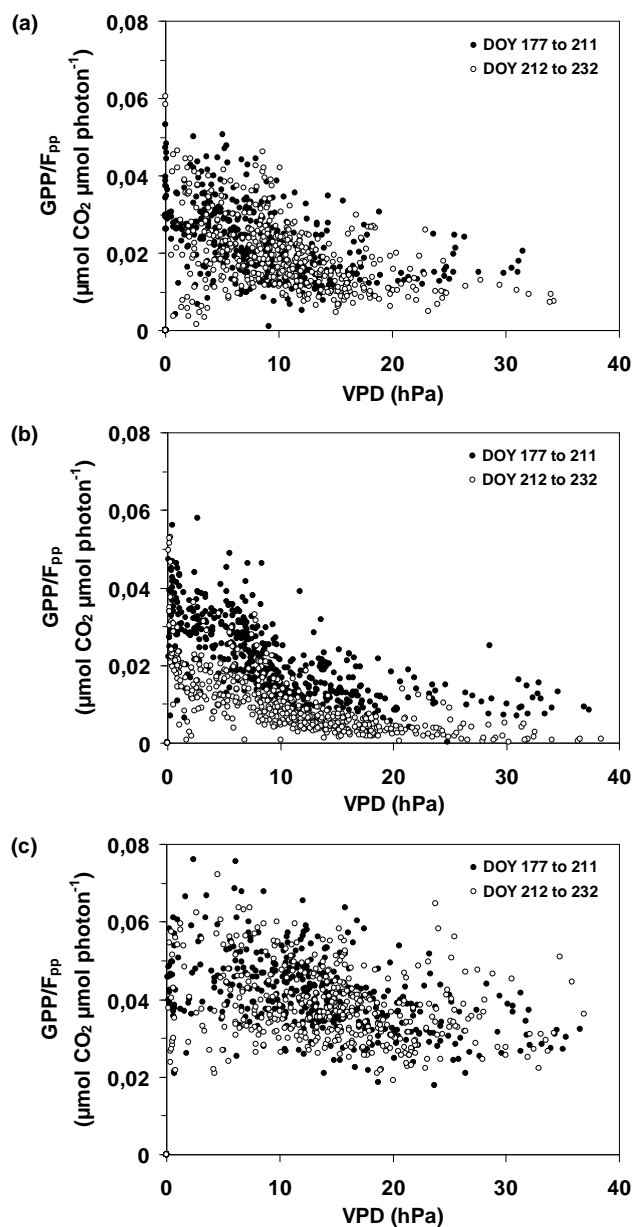 (a)
0,08
0,06
0,04
0,02
0
GPP/Fpp
(µmol CO2 µmol photon-1)
DOY 177 to 211
DOY 212 to 232
0 10 20 30 40
VPD (hPa)
(b)
0,08
0,06
0,04
0,02
0
GPP/Fpp
(µmol CO2 µmol photon-1)
DOY 177 to 211
DOY 212 to 232
0 10 20 30 40
VPD (hPa)
(c)
0,08
0,06
0,04
0,02
0
GPP/Fpp
(µmol CO2 µmol photon-1)
DOY 177 to 211
DOY 212 to 232
0 10 20 30 40
VPD (hPa)